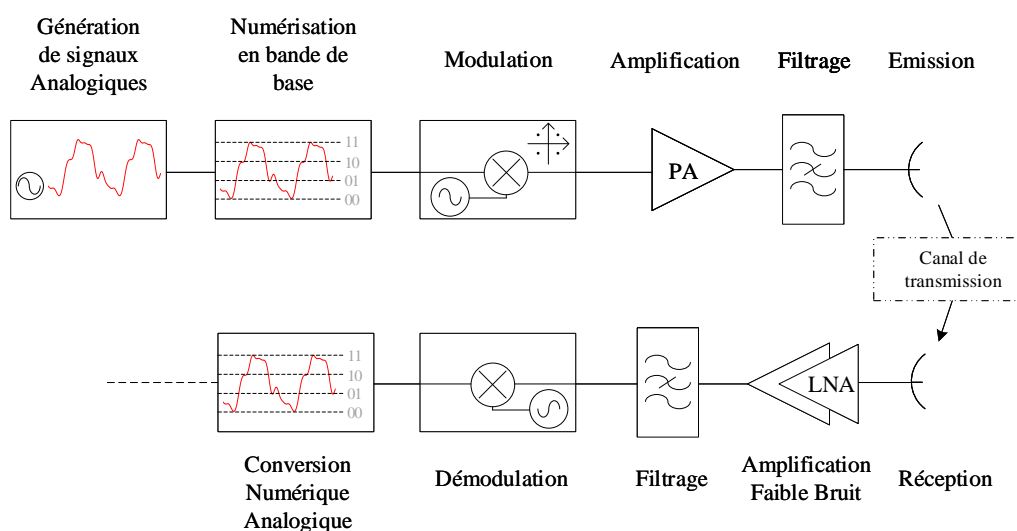 Génération
de signaux
Analogiques
Numérisation
en bande de
base
Modulation
Amplification
Filtrage
Emission
11
10
01
00
PA
Canal de
transmission
11
10
01
00
LNA
Conversion
Numérique
Analogique
Démodulation
Filtrage
Amplification
Faible Bruit
Réception